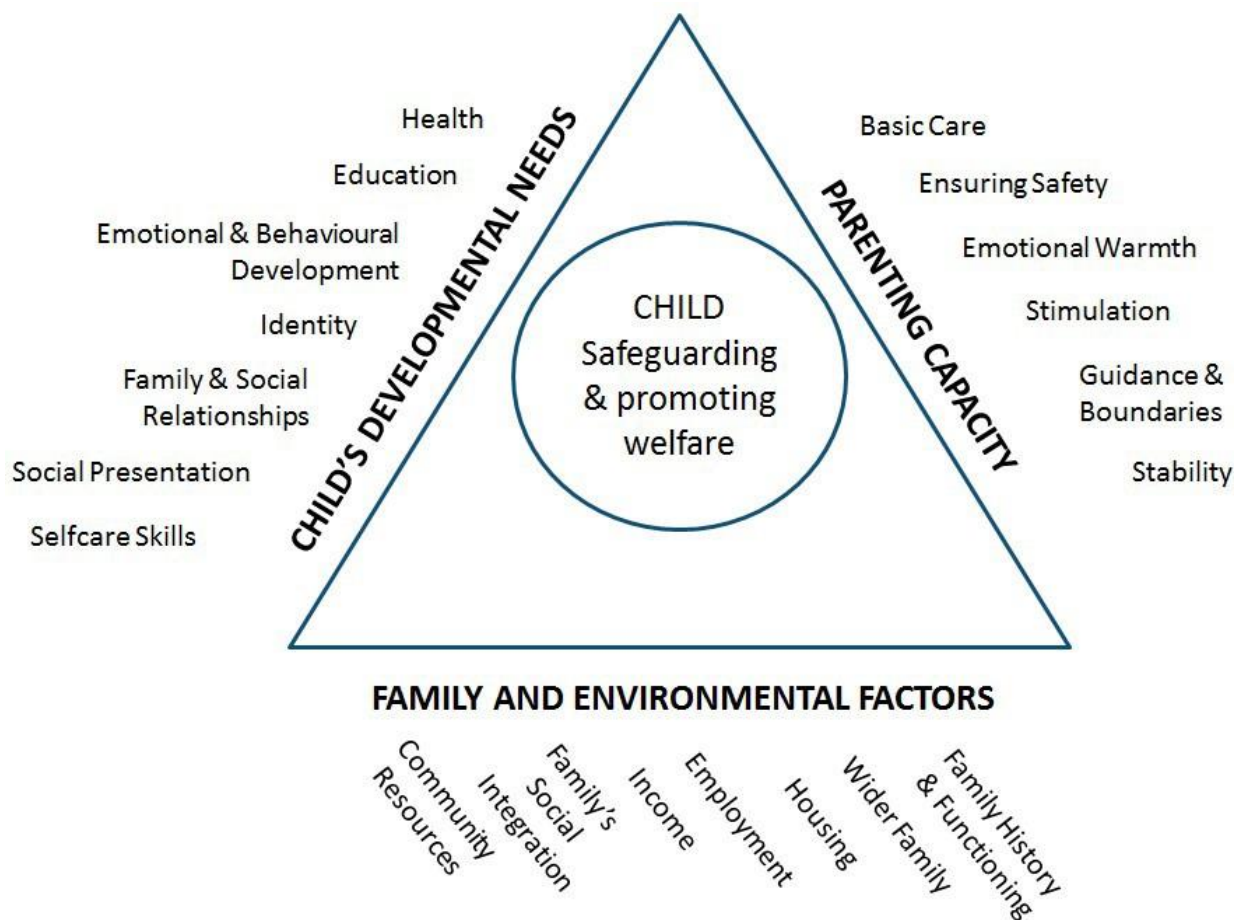 Health
Education
Emotional & Behavioural
Development
Identity
Family & Social
Relationships
Social Presentation
Selfcare Skills
CHILD'S DEVELOPMENTAL NEEDS
CHILD
Safeguarding
& promoting
welfare
PARENTING CAPACITY
Basic Care
Ensuring Safety
Emotional Warmth
Stimulation
Guidance &
Boundaries
Stability
FAMILY AND ENVIRONMENTAL FACTORS
Community
Resources
Family's
Social
Integration
Income
Employment
Housing
Wider Family
Family History
& Functioning